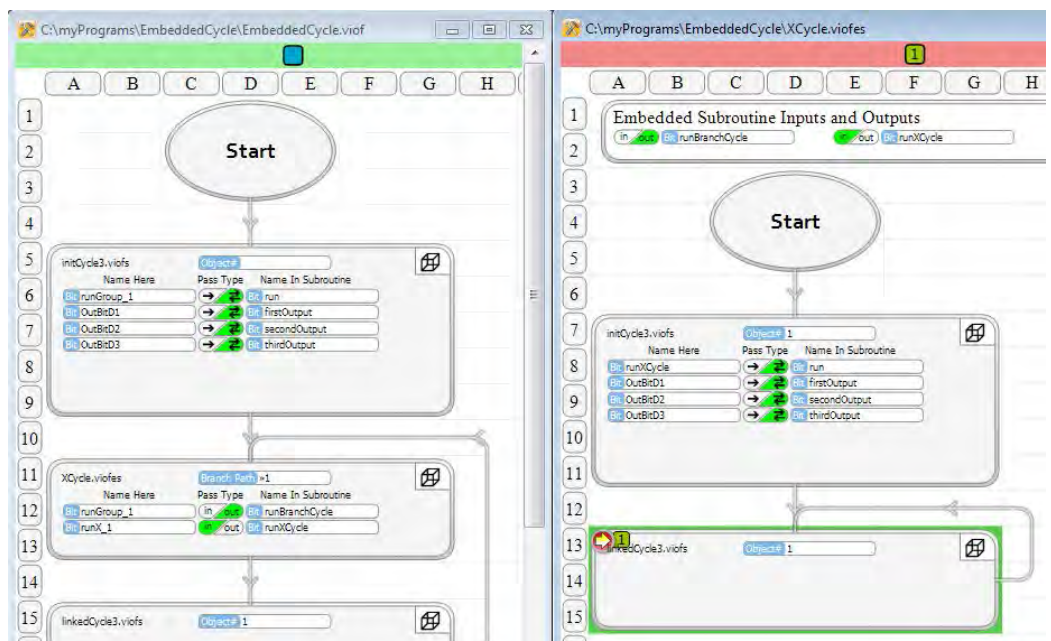 C:\myPrograms\EmbeddedCycle\EmbeddedCycle.viof
A B C D E F G H
1
2
Start
3
4
5
initCycle3.viofs Object#
Name Here Pass Type Name In Subroutine
6
Bit runGroup_1 Bit run
Bit OutBitD1 Bit firstOutput
7
Bit OutBitD2 Bit secondOutput
Bit OutBitD3 Bit thirdOutput
8
9
10
11
XCycle.viofes Branch Path »1
Name Here Pass Type Name In Subroutine
12
Bit runGroup_1 in out Bit runBranchCycle
Bit runX_1 in out Bit runXCycle
13
14
15
linkedCycle3.viofs Object# 1
C:\myPrograms\EmbeddedCycle\XCycle.viofes
1
A B C D E F G H
1
Embedded Subroutine Inputs and Outputs
in out Bit runBranchCycle in out Bit runXCycle
2
3
4
Start
5
6
7
initCycle3.viofs Object# 1
Name Here Pass Type Name In Subroutine
8
Bit runXCycle Bit run
Bit OutBitD1 Bit firstOutput
9
Bit OutBitD2 Bit secondOutput
Bit OutBitD3 Bit thirdOutput
10
11
12
13
1
linkedCycle3.viofs Object# 1
14
15